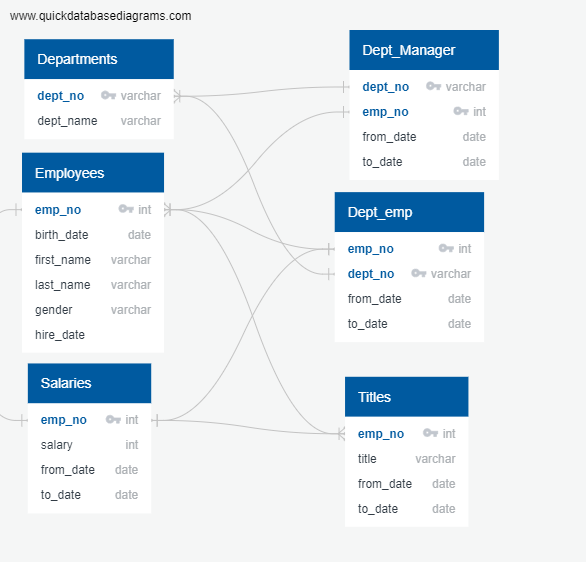 www.quickdatabasediagrams.com
Departments
dept_no varchar
dept_name varchar
Employees
emp_no int
birth_date date
first_name varchar
last_name varchar
gender varchar
hire_date
Salaries
emp_no int
salary int
from_date date
to_date date
Dept_Manager
dept_no varchar
emp_no int
from_date date
to_date date
Dept_emp
emp_no int
dept_no varchar
from_date date
to_date date
Titles
emp_no int
title varchar
from_date date
to_date date